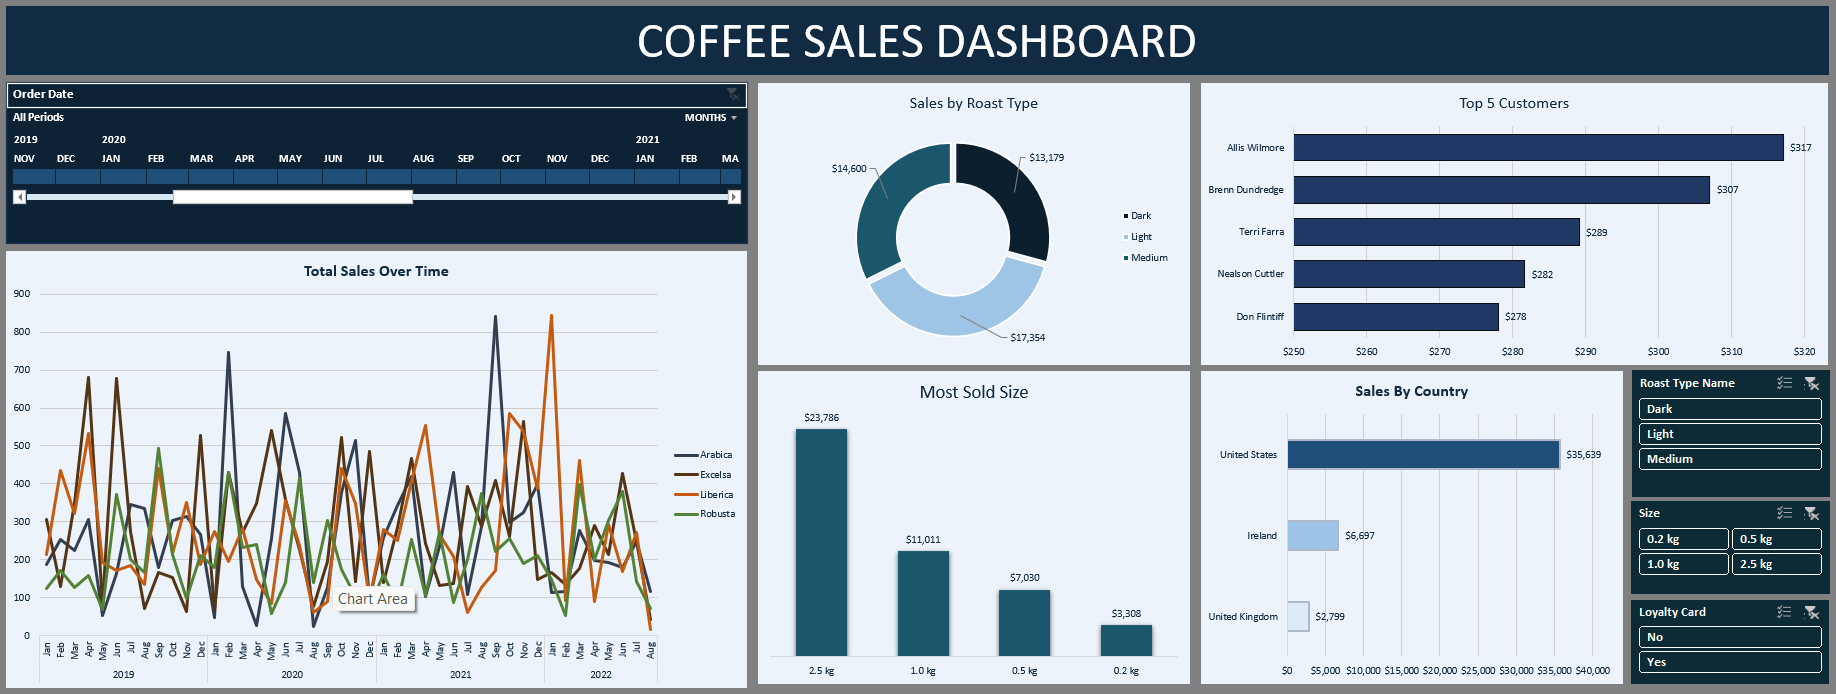 COFFEE SALES DASHBOARD
Order Date
All Periods
MONTHS
2019 2020 2021
NOV DEC JAN FEB MAR APR MAY JUN JUL AUG SEP OCT NOV DEC JAN FEB MA
Total Sales Over Time
900
800
700
600
500
400
300
200
100
0
Jan Feb Mar Apr May Jun Jul Aug Sep Oct Nov Dec Jan Feb Mar Apr May Jun Jul Aug Sep Oct Nov Dec Jan Feb Mar Apr May Jun Jul Aug Sep Oct Nov Dec Jan Feb Mar Apr May Jun Jul Aug
2019 2020 2021 2022
Arabica
Excelsa
Liberica
Robusta
Chart Area
Sales by Roast Type
$13,179
$14,600
$17,354
Dark
Light
Medium
Top 5 Customers
Allis Wilmore $317
Brenn Dundredge $307
Terri Farra $289
Nealson Cuttler $282
Don Flintiff $278
$250 $260 $270 $280 $290 $300 $310 $320
Most Sold Size
$23,786
$11,011
$7,030
$3,308
2.5 kg 1.0 kg 0.5 kg 0.2 kg
Sales By Country
United States $35,639
Ireland $6,697
United Kingdom $2,799
$0 $5,000 $10,000 $15,000 $20,000 $25,000 $30,000 $35,000 $40,000
Roast Type Name
Dark
Light
Medium
Size
0.2 kg 0.5 kg
1.0 kg 2.5 kg
Loyalty Card
No
Yes